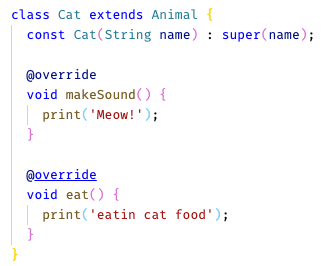 class Cat extends Animal {
  const Cat(String name) : super(name);

  @override
  void makeSound() {
    print('Meow!');
  }

  @override
  void eat() {
    print('eatin cat food');
  }
}